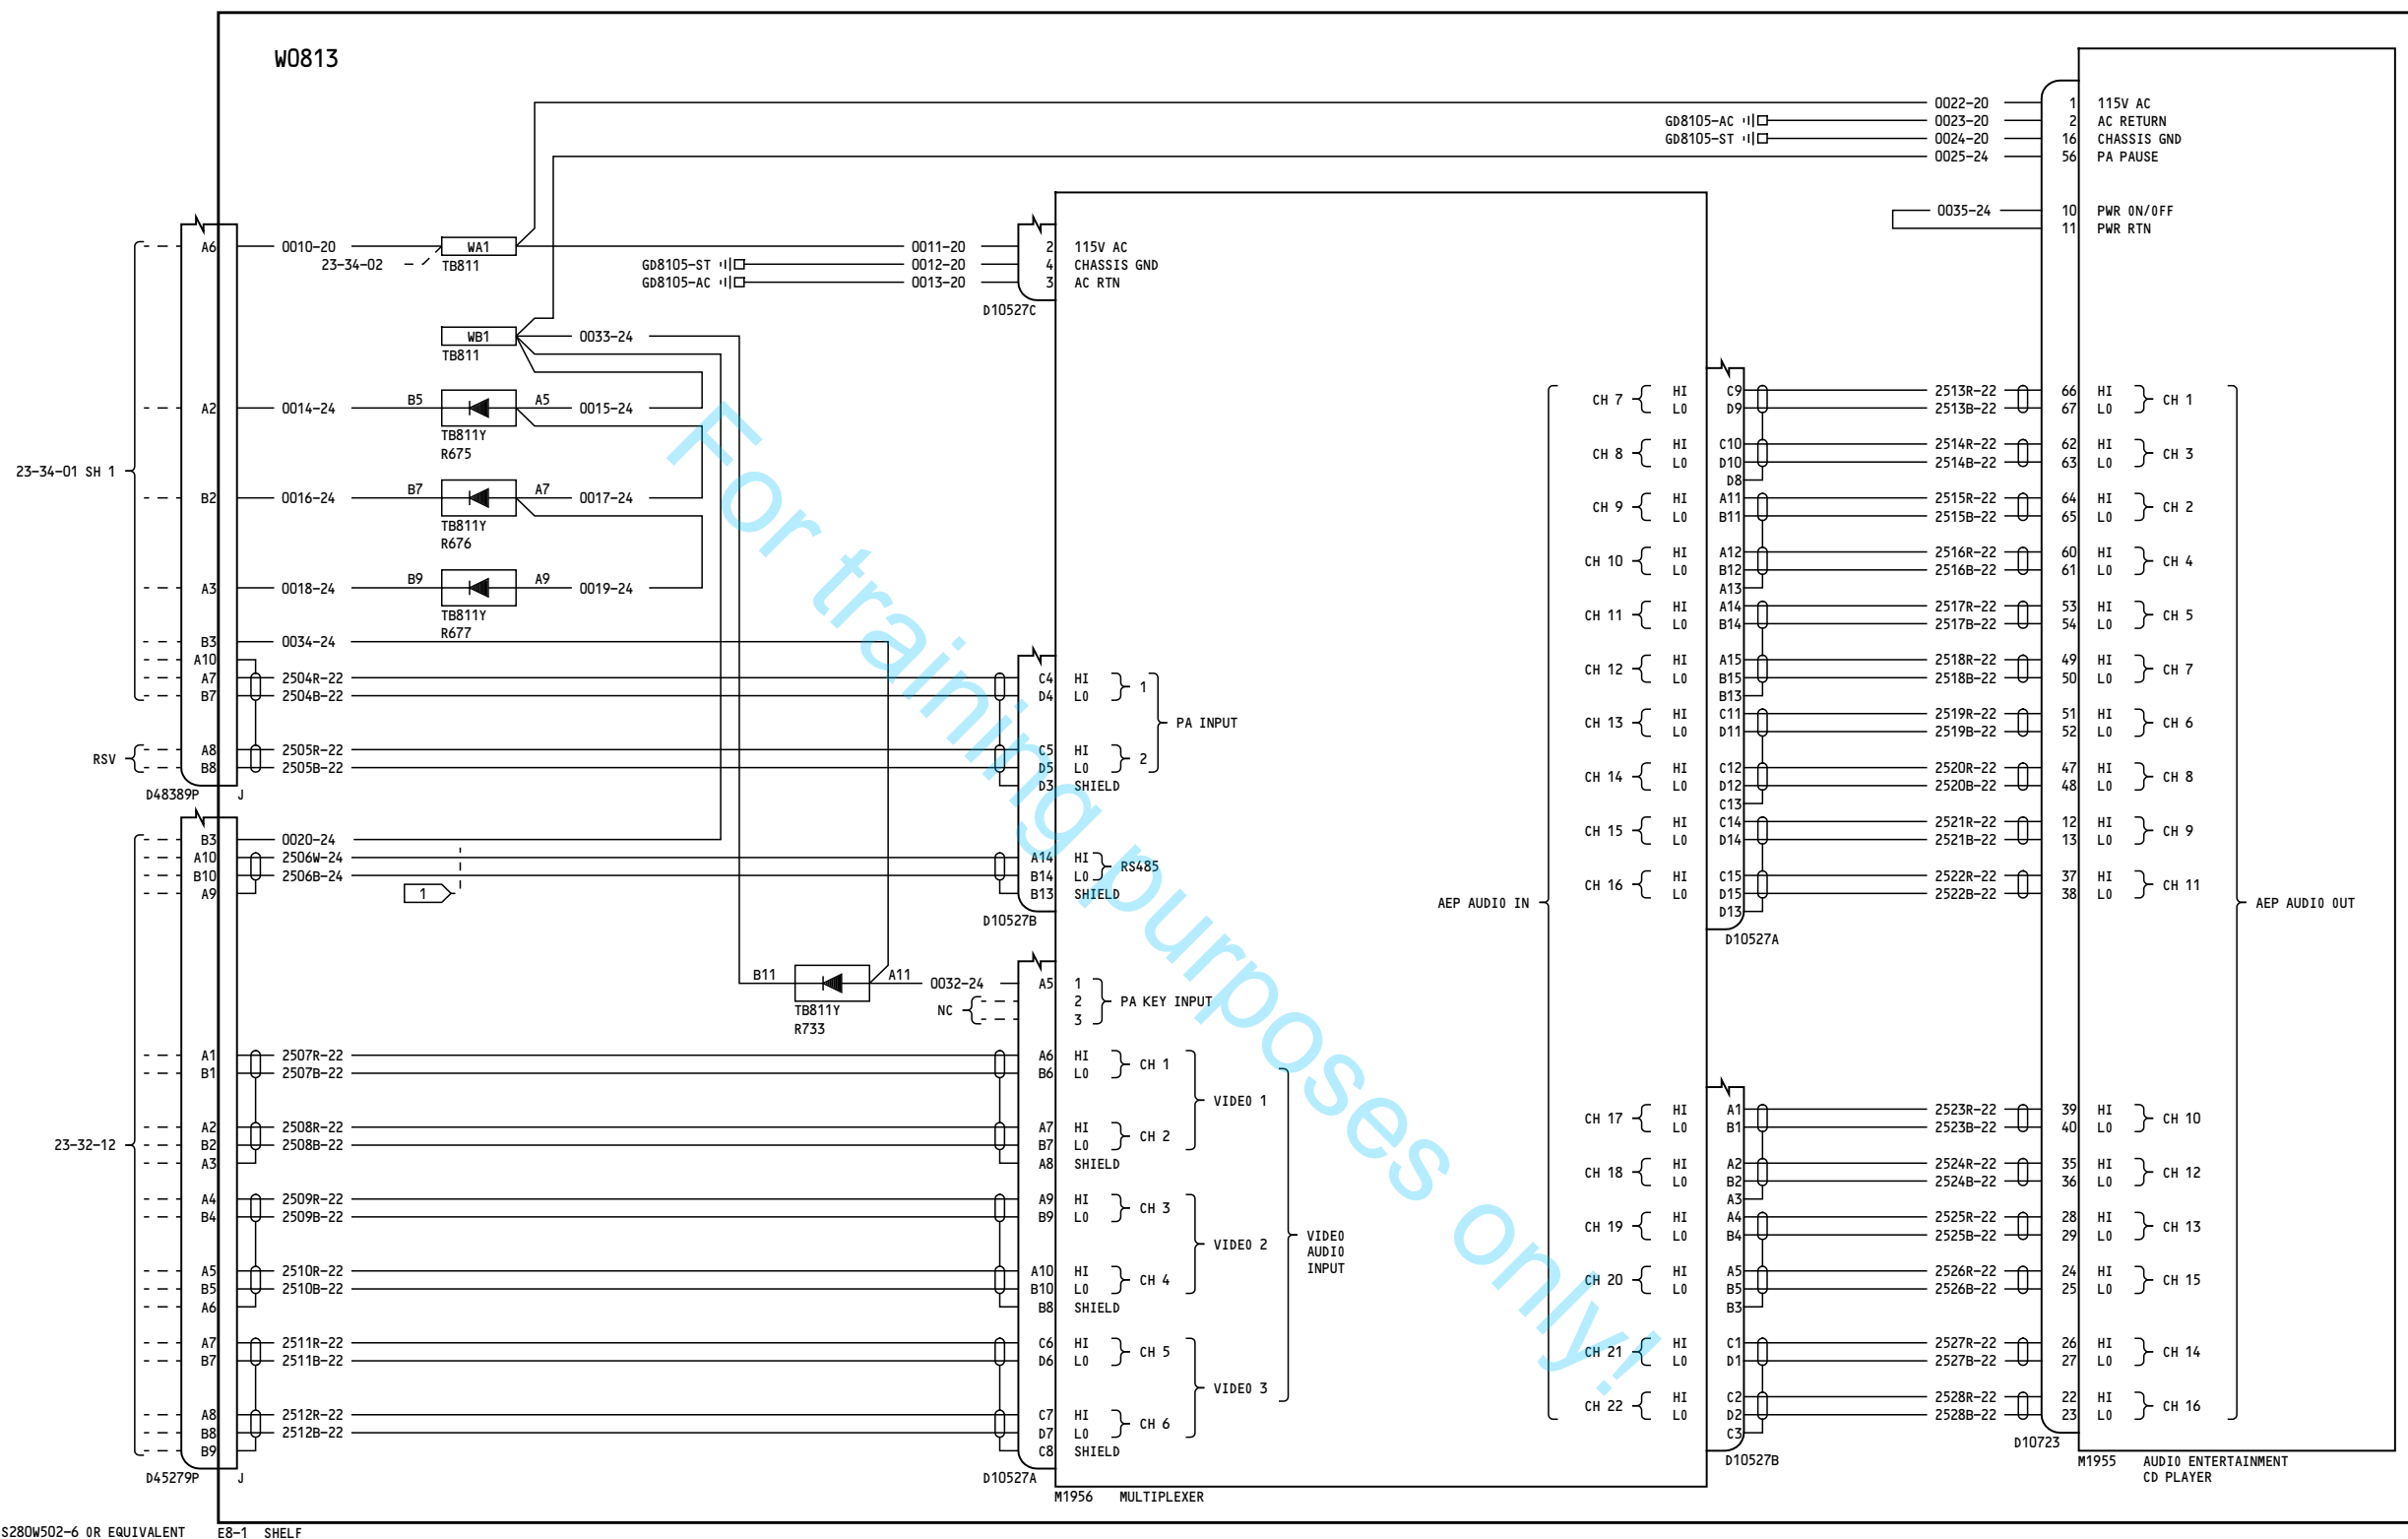 W0813
0022-20 1 115V AC
GD8105-AC 0023-20 2 AC RETURN
GD8105-ST 0024-20 16 CHASSIS GND
0025-24 56 PA PAUSE
0035-24 10 PWR ON/OFF
11 PWR RTN
A6 0010-20 WA1 0011-20 2 115V AC
23-34-02 TB811 GD8105-ST 0012-20 4 CHASSIS GND
GD8105-AC 0013-20 3 AC RTN
D10527C
WB1 0033-24
TB811
A2 0014-24 B5 A5 0015-24
TB811Y
R675
23-34-01 SH 1
B2 0016-24 B7 A7 0017-24
TB811Y
R676
A3 0018-24 B9 A9 0019-24
TB811Y
R677
B3 0034-24
A10
A7 2504R-22 C4 HI
B7 2504B-22 D4 LO
1
PA INPUT
A8 2505R-22 C5 HI
RSV
B8 2505B-22 D5 LO
2
D3 SHIELD
D48389P J
B3 0020-24
A10 2506W-24 A14 HI
B10 2506B-24 B14 LO
RS485
A9 1 B13 SHIELD
D10527B
B11 A11 0032-24 A5 1
NC 2 PA KEY INPUT
3
TB811Y
R733
A1 2507R-22 A6 HI
B1 2507B-22 B6 LO
CH 1
VIDEO 1
A2 2508R-22 A7 HI
B2 2508B-22 B7 LO
CH 2
23-32-12
A3 A8 SHIELD
A4 2509R-22 A9 HI
B4 2509B-22 B9 LO
CH 3
VIDEO 2
VIDEO
AUDIO
INPUT
A5 2510R-22 A10 HI
B5 2510B-22 B10 LO
CH 4
A6 B8 SHIELD
A7 2511R-22 C6 HI
B7 2511B-22 D6 LO
CH 5
VIDEO 3
A8 2512R-22 C7 HI
B8 2512B-22 D7 LO
CH 6
B9 C8 SHIELD
D45279P J D10527A
M1956 MULTIPLEXER
CH 7 HI C9 2513R-22 66 HI CH 1
LO D9 2513B-22 67 LO
CH 8 HI C10 2514R-22 62 HI CH 3
LO D10 2514B-22 63 LO
D8
CH 9 HI A11 2515R-22 64 HI CH 2
LO B11 2515B-22 65 LO
CH 10 HI A12 2516R-22 60 HI CH 4
LO B12 2516B-22 61 LO
A13
CH 11 HI A14 2517R-22 53 HI CH 5
LO B14 2517B-22 54 LO
CH 12 HI A15 2518R-22 49 HI CH 7
LO B15 2518B-22 50 LO
B13
CH 13 HI C11 2519R-22 51 HI CH 6
LO D11 2519B-22 52 LO
CH 14 HI C12 2520R-22 47 HI CH 8
LO D12 2520B-22 48 LO
C13
CH 15 HI C14 2521R-22 12 HI CH 9
LO D14 2521B-22 13 LO
CH 16 HI C15 2522R-22 37 HI CH 11
LO D15 2522B-22 38 LO
AEP AUDIO IN
AEP AUDIO OUT
D13
D10527A
CH 17 HI A1 2523R-22 39 HI CH 10
LO B1 2523B-22 40 LO
CH 18 HI A2 2524R-22 35 HI CH 12
LO B2 2524B-22 36 LO
A3
CH 19 HI A4 2525R-22 28 HI CH 13
LO B4 2525B-22 29 LO
CH 20 HI A5 2526R-22 24 HI CH 15
LO B5 2526B-22 25 LO
B3
CH 21 HI C1 2527R-22 26 HI CH 14
LO D1 2527B-22 27 LO
CH 22 HI C2 2528R-22 22 HI CH 16
LO D2 2528B-22 23 LO
C3
D10527B
D10723
M1955 AUDIO ENTERTAINMENT
CD PLAYER
S280W502-6 OR EQUIVALENT E8-1 SHELF
For training purposes only!